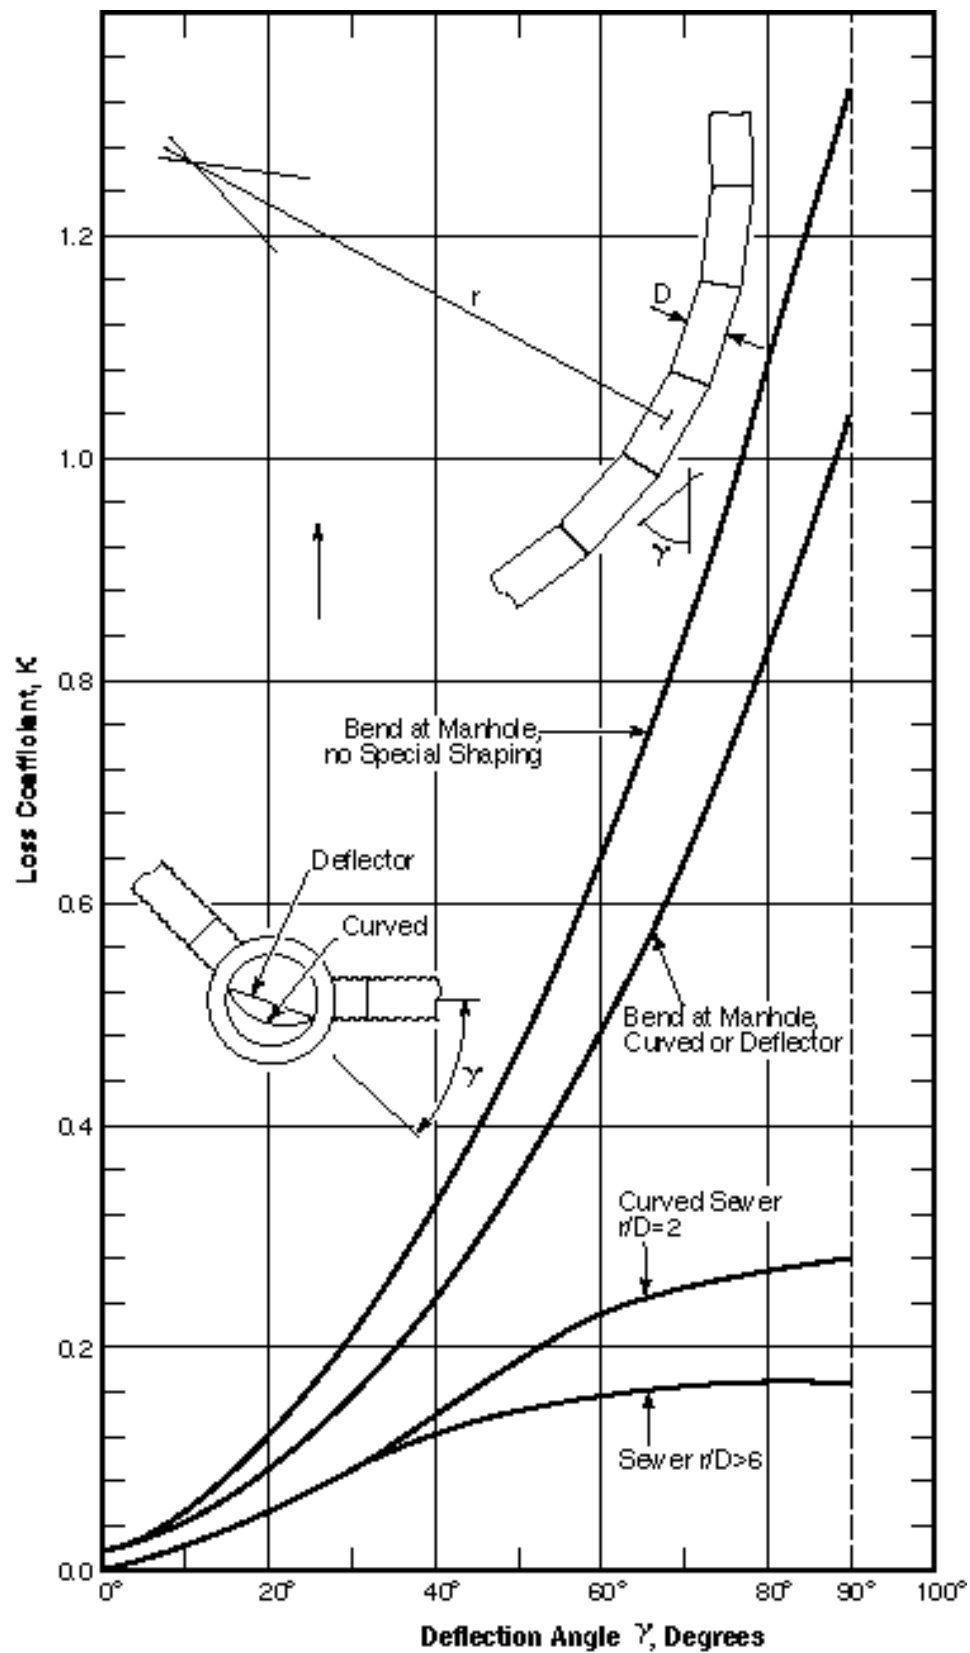 1.2
r
D
1.0
γ
Loss Coefficient, K
0.8
Bend at Manhole,
no Special Shaping
Deflector
0.6
Curved
Bend at Manhole,
Curved or Deflector
γ
0.4
Curved Sewer
r/D=2
0.2
Sewer r/D>6
0.0
0° 20° 40° 60° 80° 90° 100°
Deflection Angle γ, Degrees